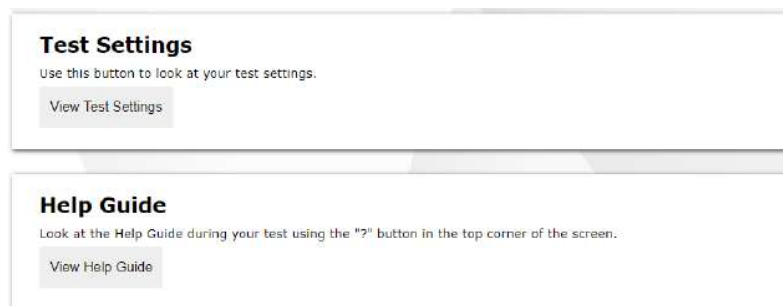 Test Settings
Use this button to look at your test settings.
View Test Settings
Help Guide
Look at the Help Guide during your test using the "?" button in the top corner of the screen.
View Help Guide